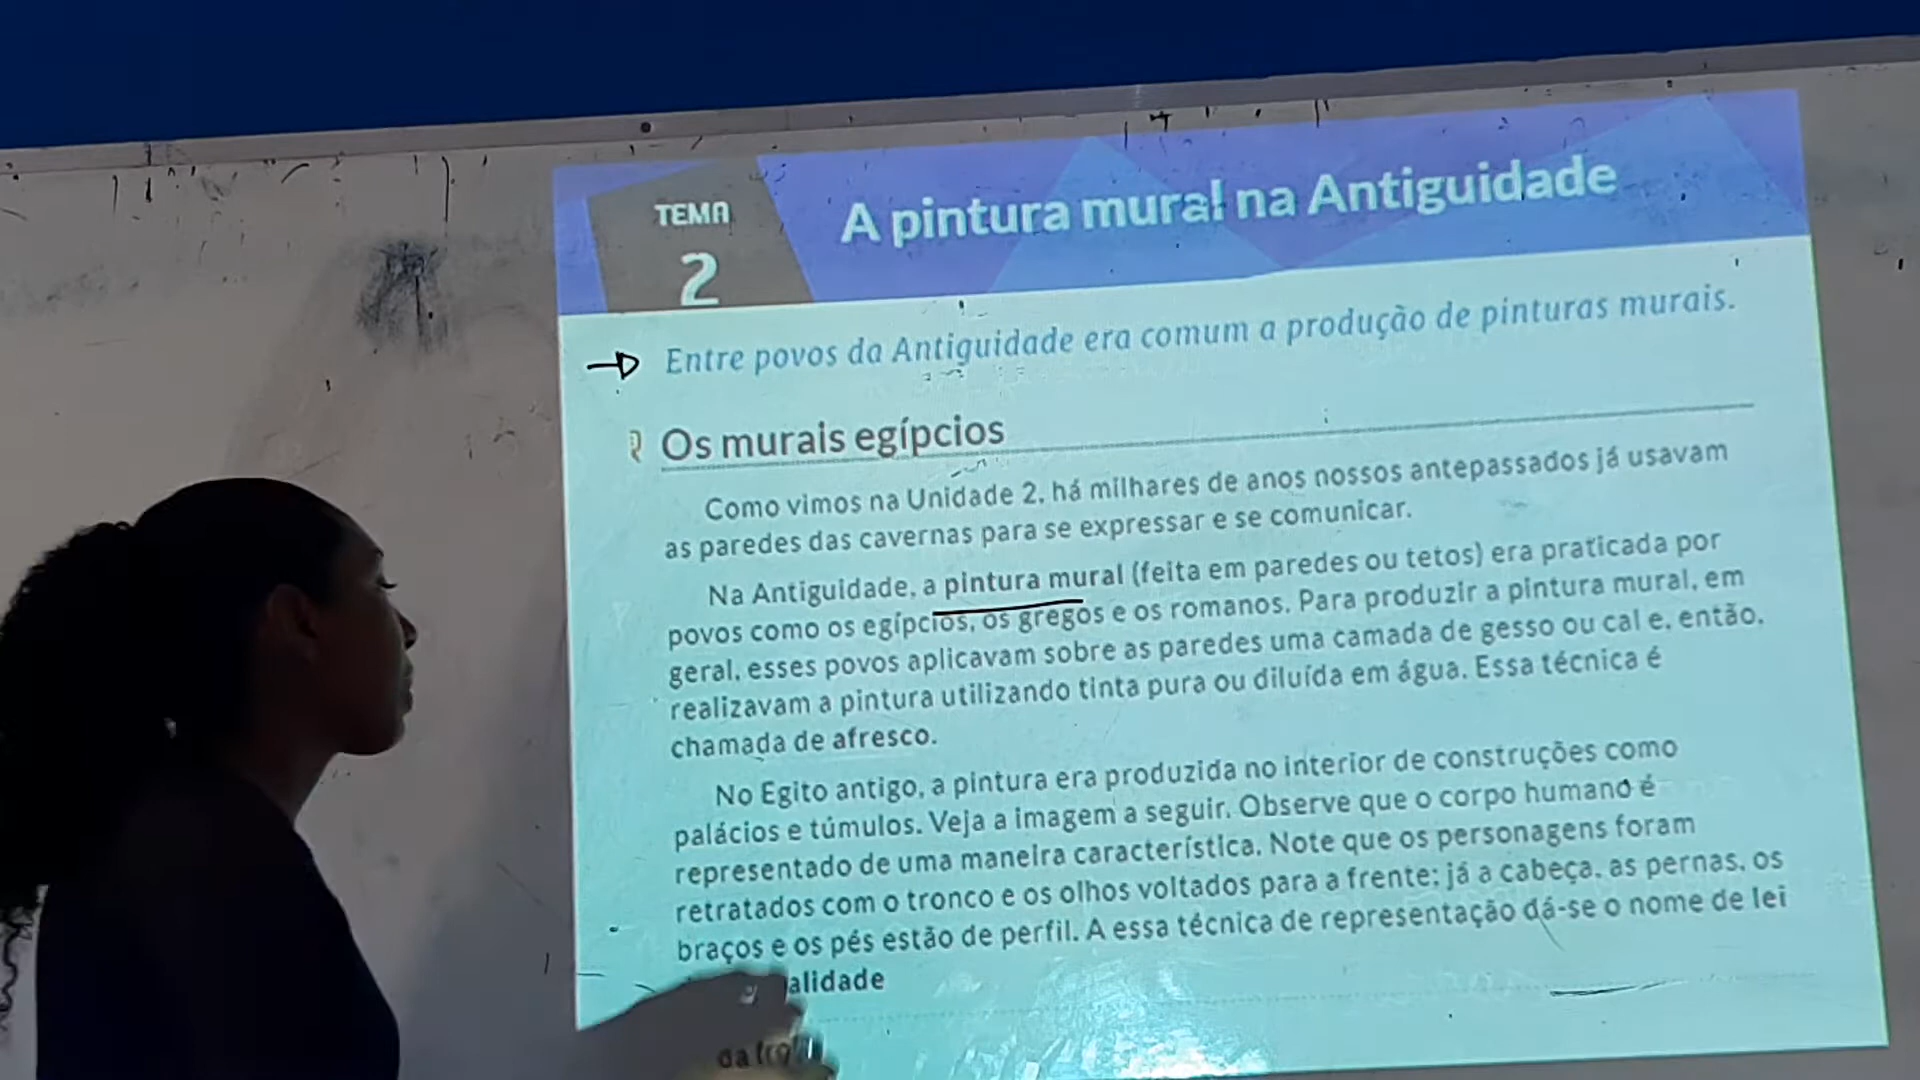 TEMA
2
A pintura mural na Antiguidade
Entre povos da Antiguidade era comum a produção de pinturas murais.
Os murais egípcios
Como vimos na Unidade 2, há milhares de anos nossos antepassados já usavam
as paredes das cavernas para se expressar e se comunicar.
Na Antiguidade, a pintura mural (feita em paredes ou tetos) era praticada por
povos como os egípcios, os gregos e os romanos. Para produzir a pintura mural, em
geral, esses povos aplicavam sobre as paredes uma camada de gesso ou cal e, então,
realizavam a pintura utilizando tinta pura ou diluída em água. Essa técnica é
chamada de afresco.
No Egito antigo, a pintura era produzida no interior de construções como
palácios e túmulos. Veja a imagem a seguir. Observe que o corpo humano é
representado de uma maneira característica. Note que os personagens foram
retratados com o tronco e os olhos voltados para a frente; já a cabeça, as pernas, os
braços e os pés estão de perfil. A essa técnica de representação dá-se o nome de lei
alidade
da